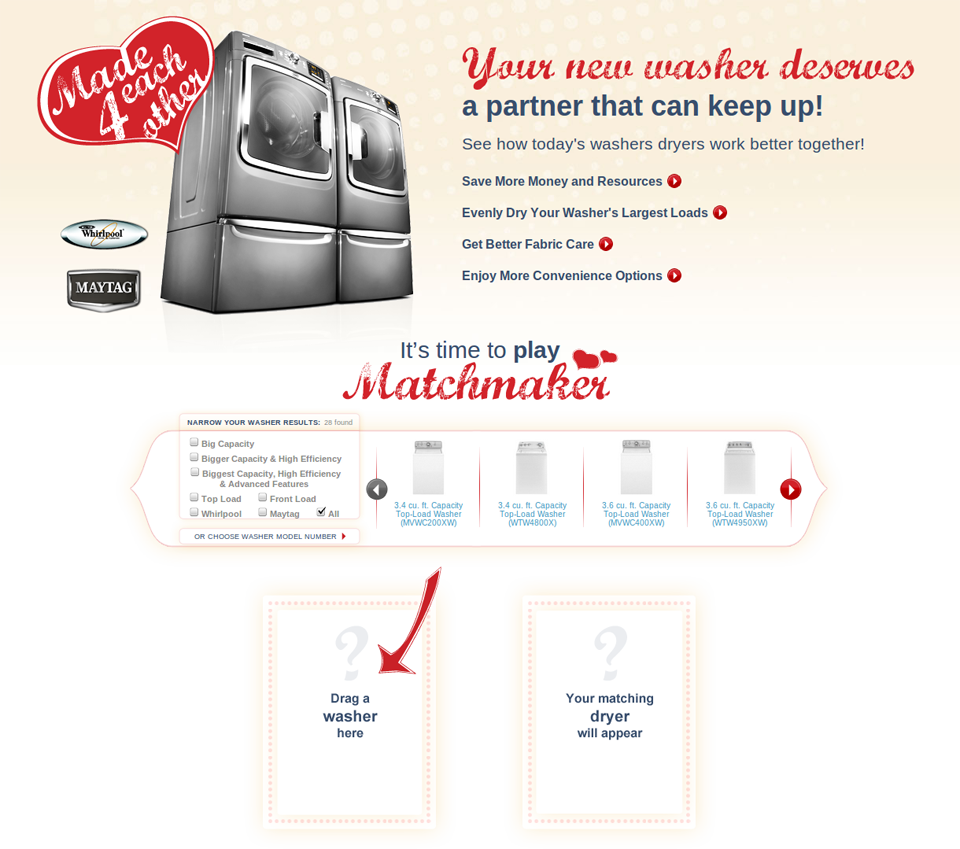 Made
4 each
other
Your new washer deserves
a partner that can keep up!
See how today's washers dryers work better together!
Save More Money and Resources
Evenly Dry Your Washer's Largest Loads
Get Better Fabric Care
Enjoy More Convenience Options
Whirlpool
MAYTAG
It's time to play
Matchmaker
NARROW YOUR WASHER RESULTS: 28 found
Big Capacity
Bigger Capacity & High Efficiency
Biggest Capacity, High Efficiency
& Advanced Features
Top Load Front Load
Whirlpool Maytag All
OR CHOOSE WASHER MODEL NUMBER
3.4 cu. ft. Capacity
Top-Load Washer
(MVWC200XW)
3.4 cu. ft. Capacity
Top-Load Washer
(WTW4800X)
3.6 cu. ft. Capacity
Top-Load Washer
(MVWC400XW)
3.6 cu. ft. Capacity
Top-Load Washer
(WTW4950XW)
?
Drag a
washer
here
?
Your matching
dryer
will appear